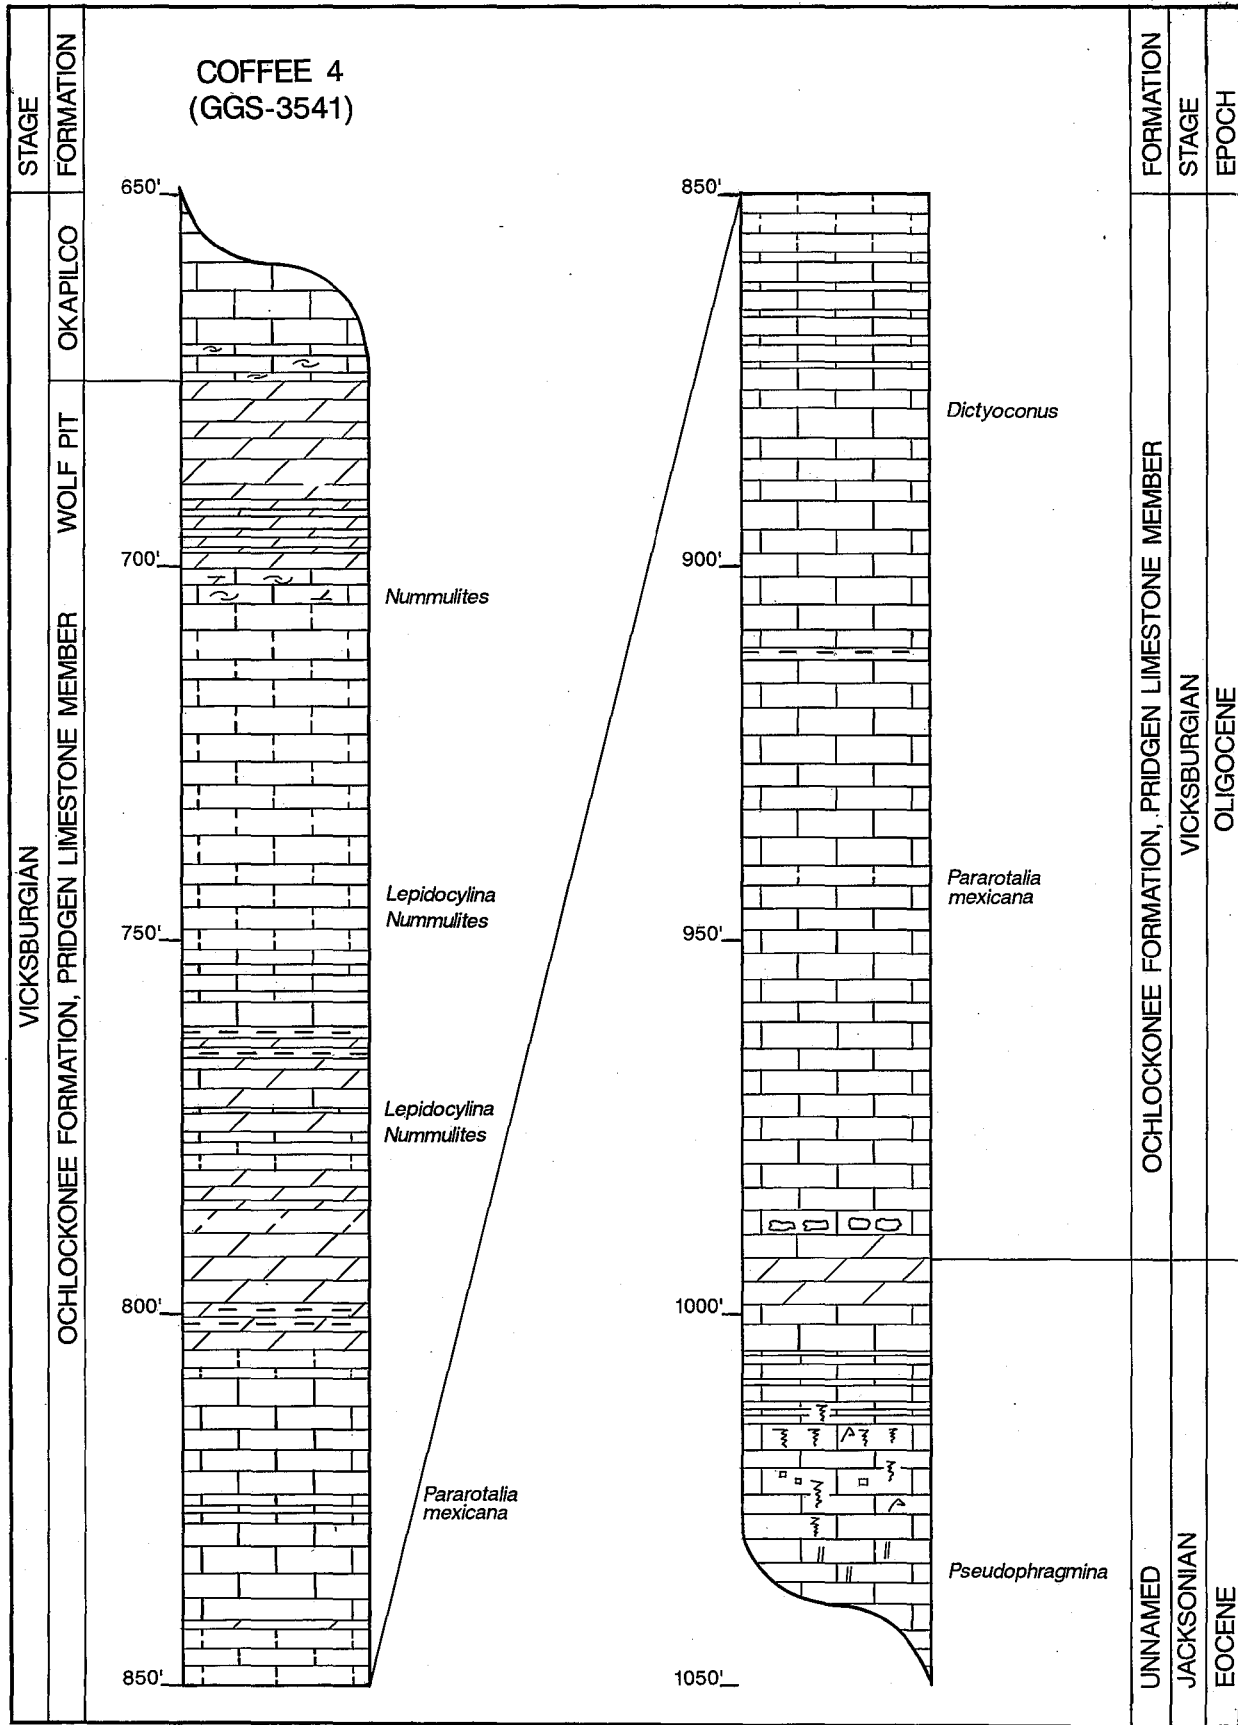 STAGE
FORMATION
COFFEE 4
(GGS-3541)
VICKSBURGIAN
OKAPILCO
WOLF PIT
OCHLOCKONEE FORMATION, PRIDGEN LIMESTONE MEMBER
650'
700'
Nummulites
Lepidocylina
Nummulites
750'
Lepidocylina
Nummulites
800'
Pararotalia
mexicana
850'
850'
Dictyoconus
900'
Pararotalia
mexicana
950'
1000'
Pseudophragmina
1050'
FORMATION
STAGE
EPOCH
OCHLOCKONEE FORMATION, PRIDGEN LIMESTONE MEMBER
VICKSBURGIAN
OLIGOCENE
UNNAMED
JACKSONIAN
EOCENE